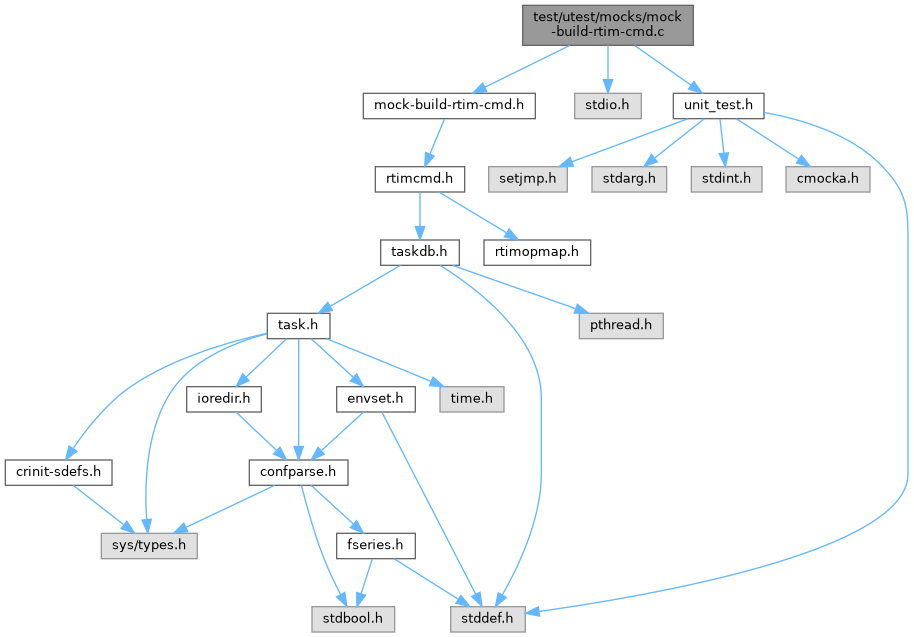 test/utest/mocks/mock
-build-rtim-cmd.c
mock-build-rtim-cmd.h
stdio.h
unit_test.h
rtimcmd.h
setjmp.h
stdarg.h
stdint.h
cmocka.h
taskdb.h
rtimopmap.h
task.h
pthread.h
ioredir.h
envset.h
time.h
crinit-sdefs.h
confparse.h
sys/types.h
fseries.h
stdbool.h
stddef.h